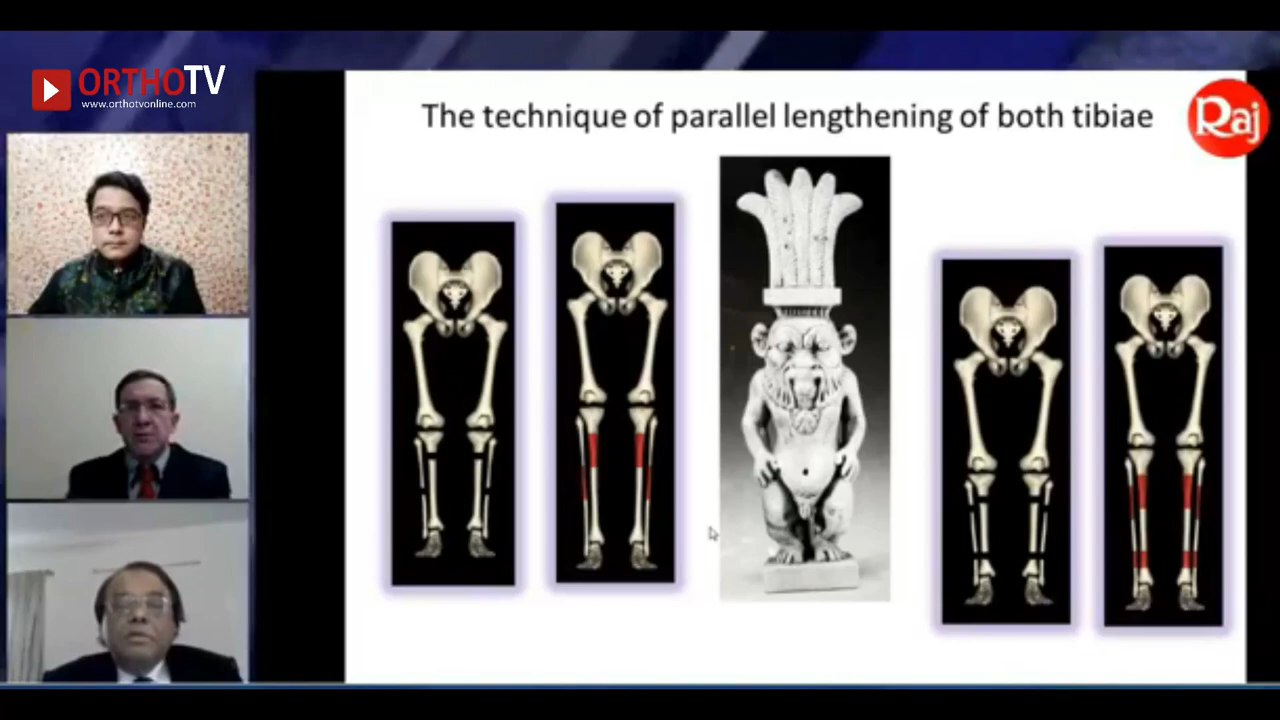 ORTHOTV
www.orthotvonline.com
The technique of parallel lengthening of both tibiae
Raj